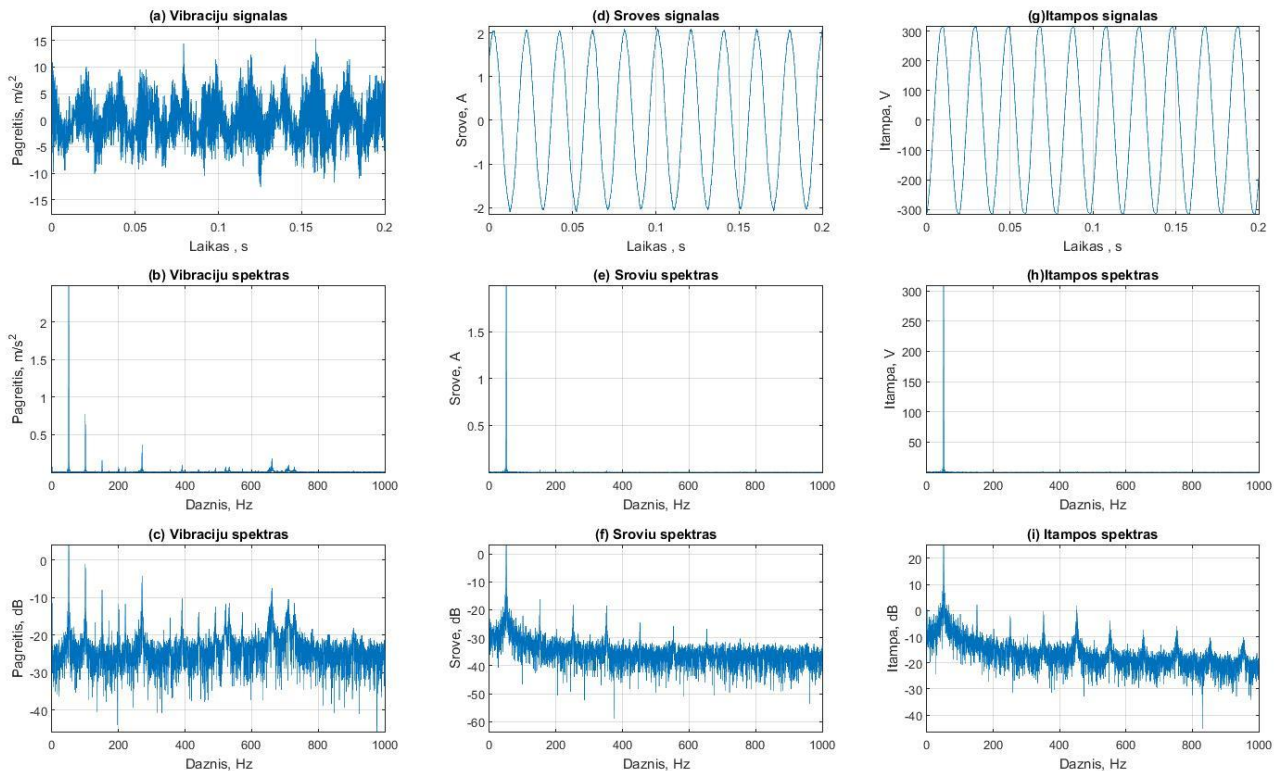 (a) Vibraciju signalas
15
10
5
0
-5
-10
-15
Pagreitis, m/s²
0 0.05 0.1 0.15 0.2
Laikas , s
(d) Sroves signalas
2
1
0
-1
-2
Srove, A
0 0.05 0.1 0.15 0.2
Laikas , s
(g)Itampos signalas
300
200
100
0
-100
-200
-300
Itampa, V
0 0.05 0.1 0.15 0.2
Laikas , s
(b) Vibraciju spektras
2
1.5
1
0.5
Pagreitis, m/s²
0 200 400 600 800 1000
Daznis, Hz
(e) Sroviu spektras
1.5
1
0.5
Srove, A
0 200 400 600 800 1000
Daznis, Hz
(h)Itampos spektras
300
250
200
150
100
50
Itampa, V
0 200 400 600 800 1000
Daznis, Hz
(c) Vibraciju spektras
0
-10
-20
-30
-40
Pagreitis, dB
0 200 400 600 800 1000
Daznis, Hz
(f) Sroviu spektras
0
-10
-20
-30
-40
-50
-60
Srove, dB
0 200 400 600 800 1000
Daznis, Hz
(i) Itampos spektras
20
10
0
-10
-20
-30
-40
Itampa, dB
0 200 400 600 800 1000
Daznis, Hz